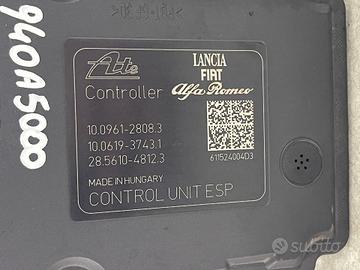 940A5000
Ate
LANCIA
FIAT
Alfa Romeo
Controller
10.0961-2808.3
10.0619-3743.1
28.5610-4812.3
611524004D3
MADE IN HUNGARY
CONTROL UNIT ESP
subito